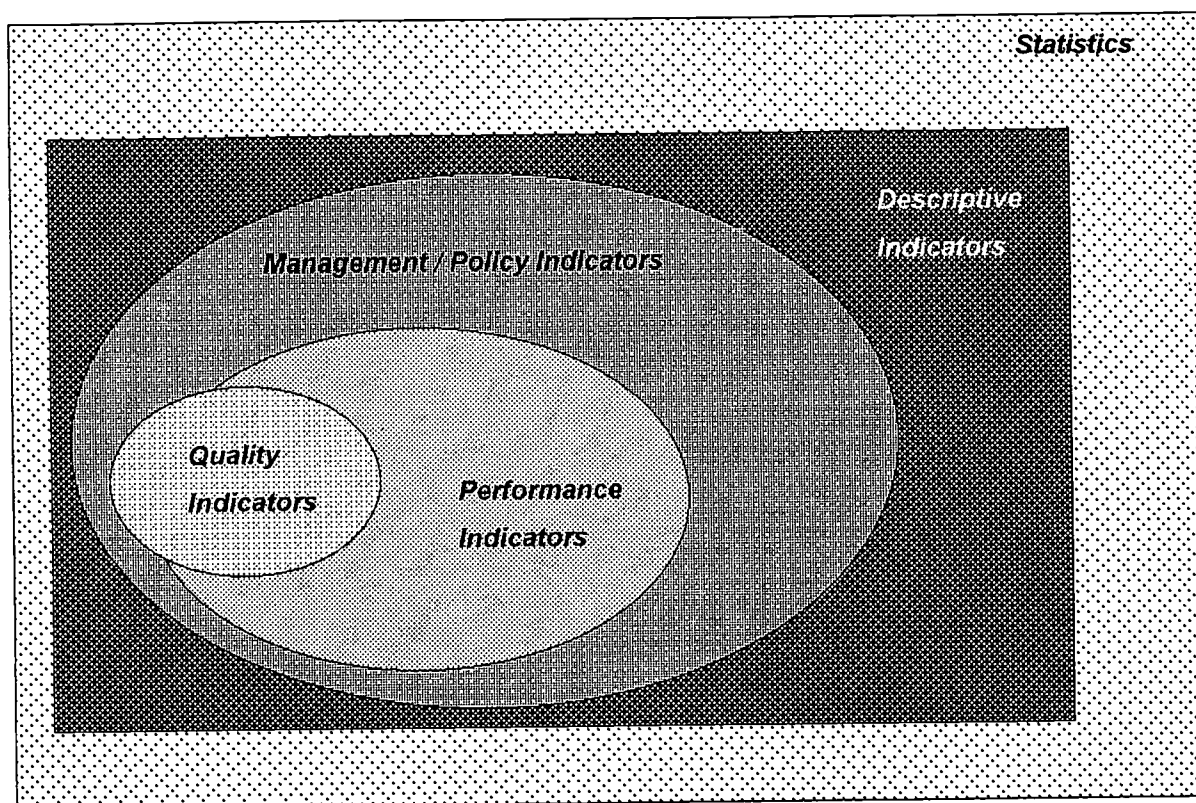 Statistics
Descriptive
Indicators
Management / Policy Indicators
Quality
Indicators
Performance
Indicators